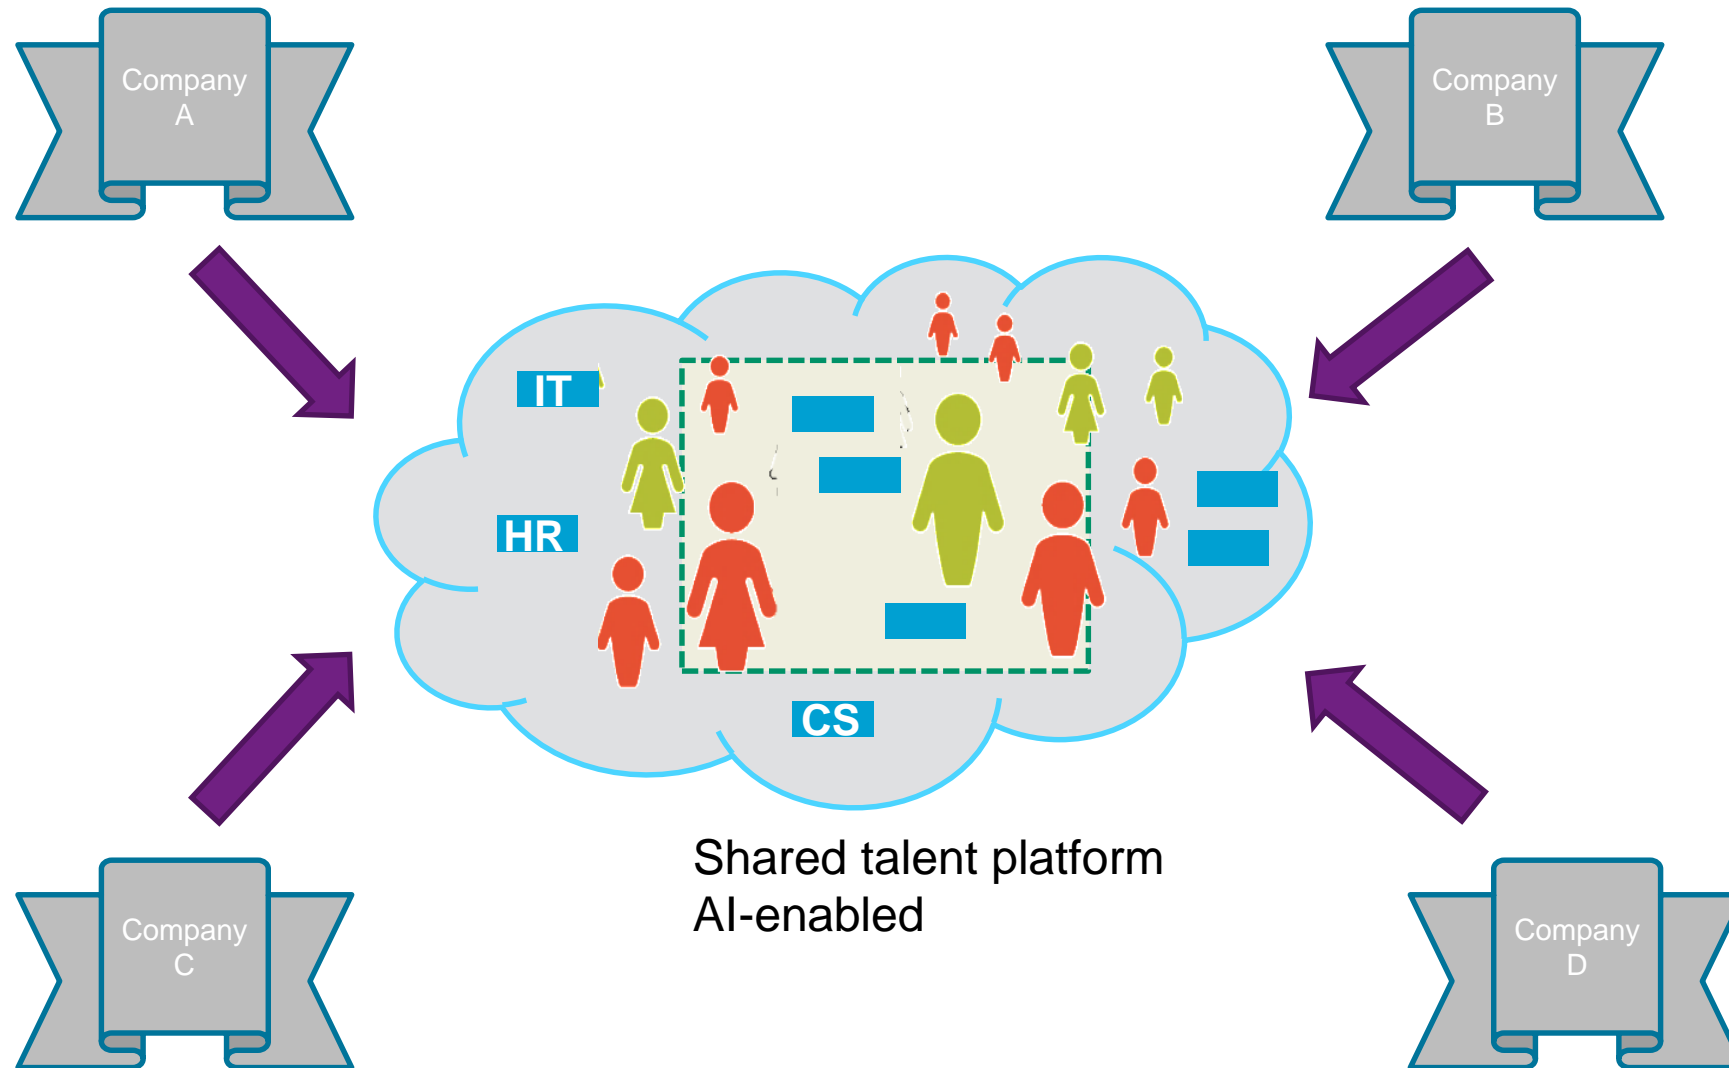 Company
A
Company
B
IT
HR
CS
Shared talent platform
AI-enabled
Company
C
Company
D